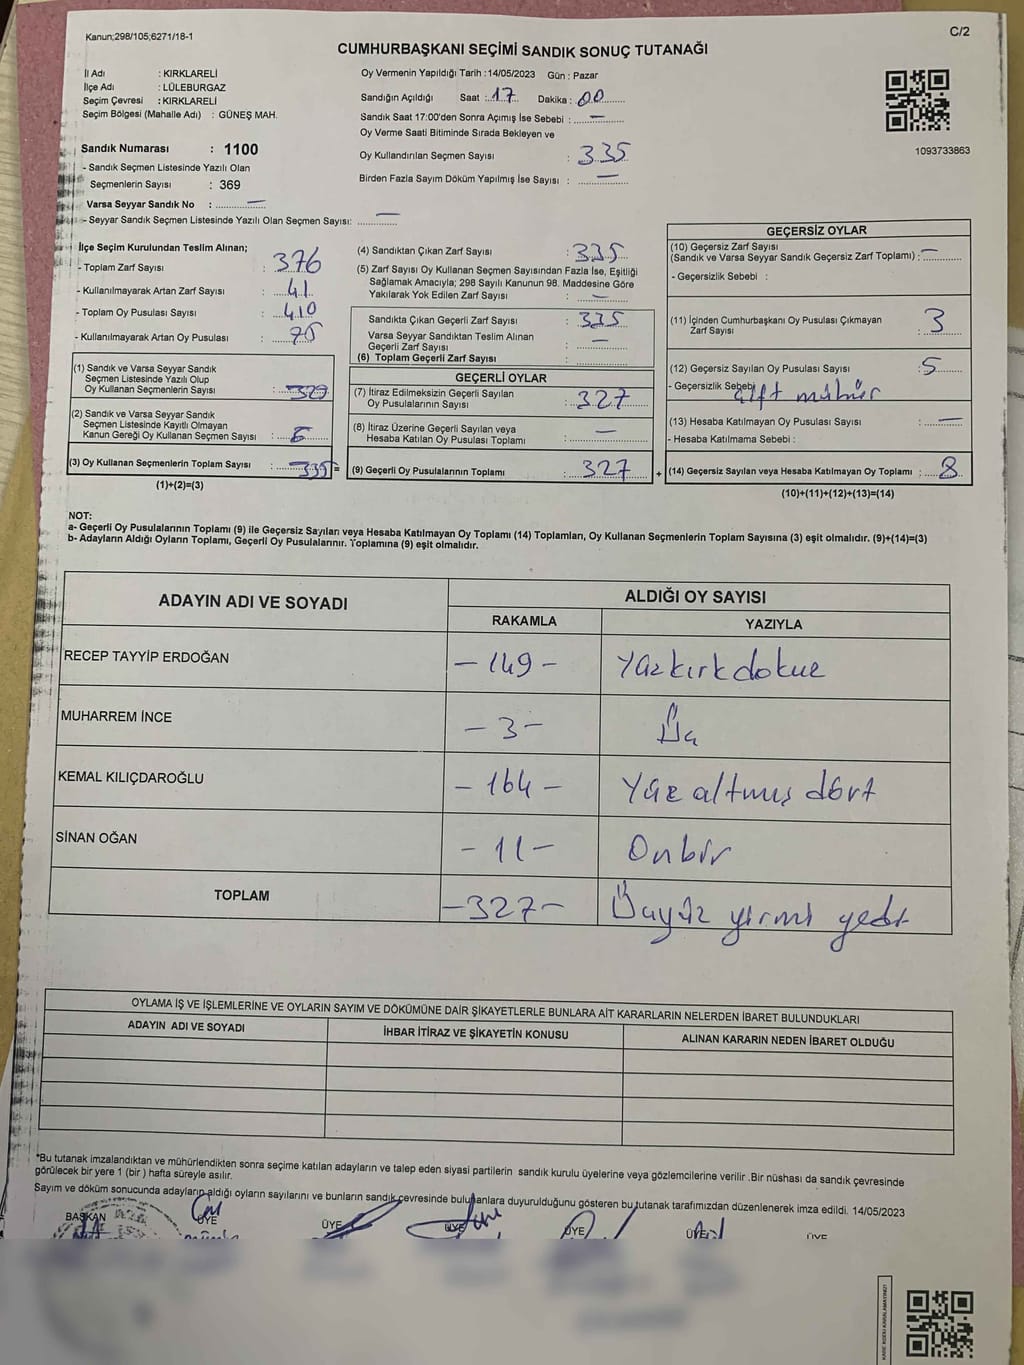 Kanun;298/105;6271/18-1
C/2
CUMHURBAŞKANI SEÇİMİ SANDIK SONUÇ TUTANAĞI
İl Adı : KIRKLARELİ
İlçe Adı : LÜLEBURGAZ
Seçim Çevresi : KIRKLARELİ
Seçim Bölgesi (Mahalle Adı) : GÜNEŞ MAH.
Sandık Numarası : 1100
- Sandık Seçmen Listesinde Yazılı Olan
Seçmenlerin Sayısı : 369
Varsa Seyyar Sandık No : —
- Seyyar Sandık Seçmen Listesinde Yazılı Olan Seçmen Sayısı: —
Oy Vermenin Yapıldığı Tarih :14/05/2023 Gün : Pazar
Sandığın Açıldığı Saat : 17 Dakika : 00
Sandık Saat 17:00'den Sonra Açımış İse Sebebi : —
Oy Verme Saati Bitiminde Sırada Bekleyen ve
Oy Kullandırılan Seçmen Sayısı : 335
Birden Fazla Sayım Döküm Yapılmış İse Sayısı : —
1093733863
İlçe Seçim Kurulundan Teslim Alınan;
- Toplam Zarf Sayısı : 376
- Kullanılmayarak Artan Zarf Sayısı : 41
- Toplam Oy Pusulası Sayısı : 410
- Kullanılmayarak Artan Oy Pusulası : 75
(1) Sandık ve Varsa Seyyar Sandık
Seçmen Listesinde Yazılı Olup
Oy Kullanan Seçmenlerin Sayısı : 329
(2) Sandık ve Varsa Seyyar Sandık
Seçmen Listesinde Kayıtlı Olmayan
Kanun Gereği Oy Kullanan Seçmen Sayısı : 6
(3) Oy Kullanan Seçmenlerin Toplam Sayısı : 335 =
(1)+(2)=(3)
(4) Sandıktan Çıkan Zarf Sayısı : 335
(5) Zarf Sayısı Oy Kullanan Seçmen Sayısından Fazla İse, Eşitliği
Sağlamak Amacıyla; 298 Sayılı Kanunun 98. Maddesine Göre
Yakılarak Yok Edilen Zarf Sayısı : —
Sandıkta Çıkan Geçerli Zarf Sayısı : 335
Varsa Seyyar Sandıktan Teslim Alınan
Geçerli Zarf Sayısı : —
(6) Toplam Geçerli Zarf Sayısı :
GEÇERLİ OYLAR
(7) İtiraz Edilmeksizin Geçerli Sayılan
Oy Pusulalarının Sayısı : 327
(8) İtiraz Üzerine Geçerli Sayılan veya
Hesaba Katılan Oy Pusulası Toplamı : —
(9) Geçerli Oy Pusulalarının Toplamı : 327 +
GEÇERSİZ OYLAR
(10) Geçersiz Zarf Sayısı
(Sandık ve Varsa Seyyar Sandık Geçersiz Zarf Toplamı) : —
- Geçersizlik Sebebi :
(11) İçinden Cumhurbaşkanı Oy Pusulası Çıkmayan
Zarf Sayısı : 3
(12) Geçersiz Sayılan Oy Pusulası Sayısı : 5
- Geçersizlik Sebebi Çift mühür
(13) Hesaba Katılmayan Oy Pusulası Sayısı : —
- Hesaba Katılmama Sebebi :
(14) Geçersiz Sayılan veya Hesaba Katılmayan Oy Toplamı : 8
(10)+(11)+(12)+(13)=(14)
NOT:
a- Geçerli Oy Pusulalarının Toplamı (9) ile Geçersiz Sayılan veya Hesaba Katılmayan Oy Toplamı (14) Toplamları, Oy Kullanan Seçmenlerin Toplam Sayısına (3) eşit olmalıdır. (9)+(14)=(3)
b- Adayların Aldığı Oyların Toplamı, Geçerli Oy Pusulalarınır. Toplamına (9) eşit olmalıdır.
ADAYIN ADI VE SOYADI
ALDIĞI OY SAYISI
RAKAMLA YAZIYLA
RECEP TAYYİP ERDOĞAN - 149 - Yüzkırkdokuz
MUHARREM İNCE - 3 - Üç
KEMAL KILIÇDAROĞLU - 164 - Yüz altmış dört
SİNAN OĞAN - 11 - Onbir
TOPLAM - 327 - Üçyüz yirmi yedi
OYLAMA İŞ VE İŞLEMLERİNE VE OYLARIN SAYIM VE DÖKÜMÜNE DAİR ŞİKAYETLERLE BUNLARA AİT KARARLARIN NELERDEN İBARET BULUNDUKLARI
ADAYIN ADI VE SOYADI İHBAR İTİRAZ VE ŞİKAYETİN KONUSU ALINAN KARARIN NEDEN İBARET OLDUĞU
*Bu tutanak imzalandıktan ve mühürlendikten sonra seçime katılan adayların ve talep eden siyasi partilerin sandık kurulu üyelerine veya gözlemcilerine verilir .Bir nüshası da sandık çevresinde
görülecek bir yere 1 (bir ) hafta süreyle asılır.
Sayım ve döküm sonucunda adayların aldığı oyların sayılarını ve bunların sandık çevresinde bulunanlara duyurulduğunu gösteren bu tutanak tarafımızdan düzenlenerek imza edildi. 14/05/2023
BAŞKAN ÜYE ÜYE ÜYE ÜYE ÜYE ÜYE
KARE KODU KARALAMAYINIZ!